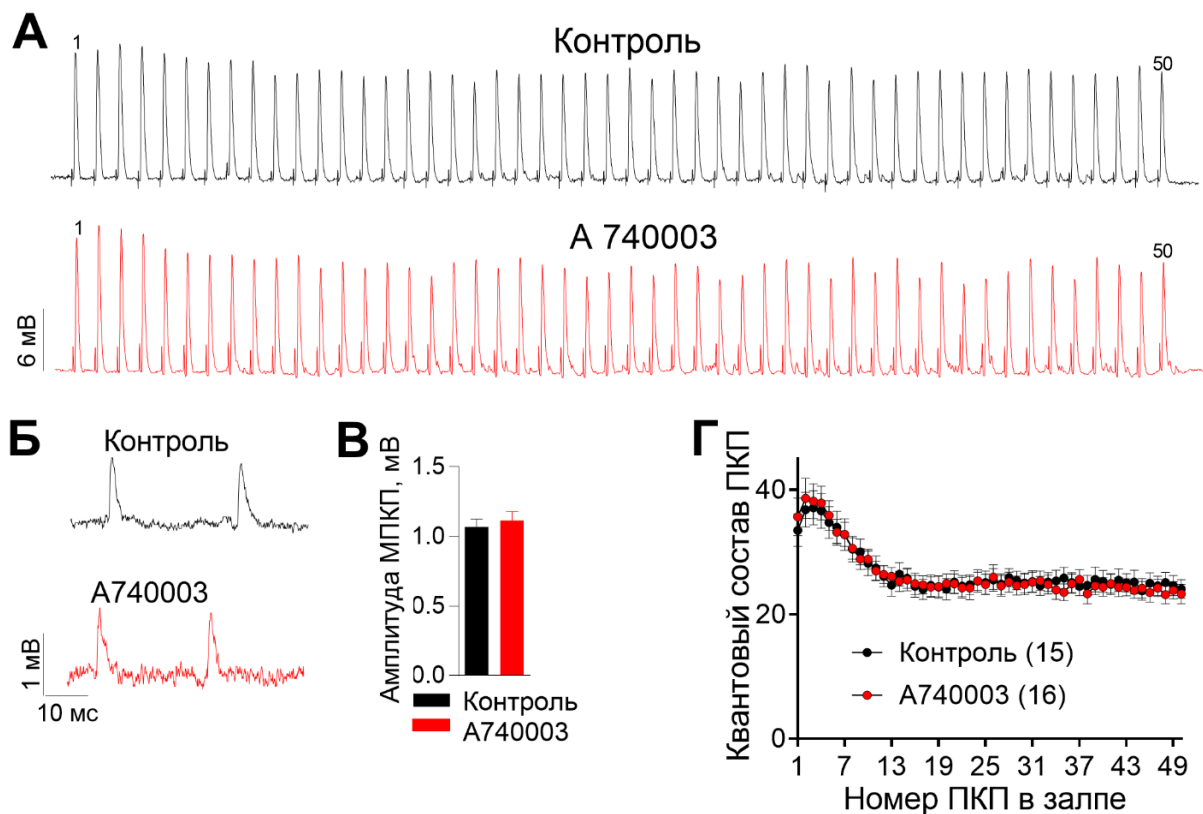 А
Контроль
1
50
А 740003
1
50
6 мВ
Б
Контроль
А740003
1 мВ
10 мс
В
Амплитуда МПКП, мВ
1.5
1.0
0.5
0.0
Контроль
А740003
Г
Квантовый состав ПКП
40
20
0
Контроль (15)
А740003 (16)
1 7 13 19 25 31 37 43 49
Номер ПКП в залпе